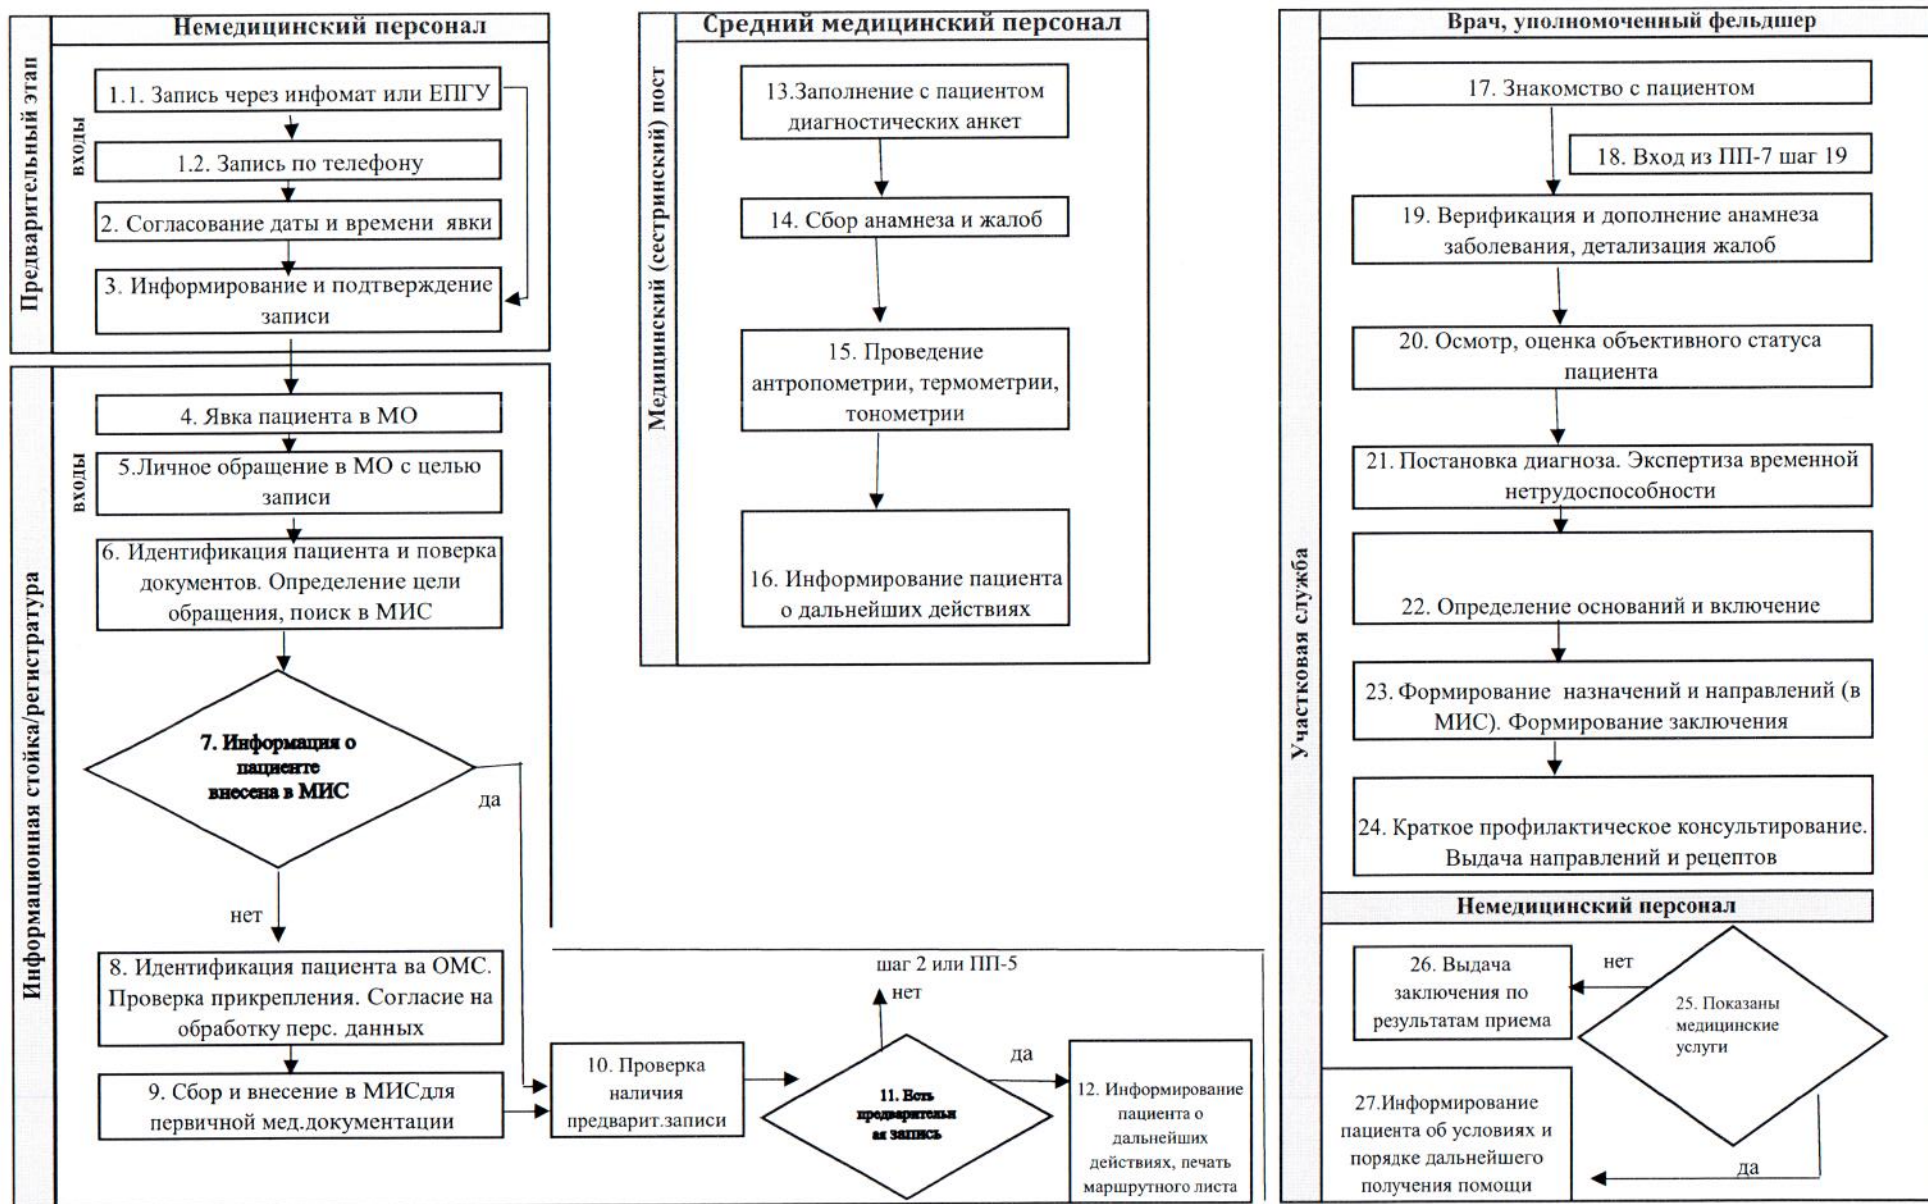 Немедицинский персонал
Предварительный этап
входы
1.1. Запись через инфомат или ЕПГУ
1.2. Запись по телефону
2. Согласование даты и времени явки
3. Информирование и подтверждение
записи
Информационная стойка/регистратура
4. Явка пациента в МО
входы
5.Личное обращение в МО с целью
записи
6. Идентификация пациента и поверка
документов. Определение цели
обращения, поиск в МИС
7. Информация о
пациенте
внесена в МИС
да
нет
8. Идентификация пациента ва ОМС.
Проверка прикрепления. Согласие на
обработку перс. данных
9. Сбор и внесение в МИСдля
первичной мед.документации
10. Проверка
наличия
предварит.записи
шаг 2 или ПП-5
нет
11. Есть
предварительн
ая запись
да
12. Информирование
пациента о
дальнейших
действиях, печать
маршрутного листа
Средний медицинский персонал
Медицинский (сестринский) пост
13.Заполнение с пациентом
диагностических анкет
14. Сбор анамнеза и жалоб
15. Проведение
антропометрии, термометрии,
тонометрии
16. Информирование пациента
о дальнейших действиях
Врач, уполномоченный фельдшер
Участковая служба
17. Знакомство с пациентом
18. Вход из ПП-7 шаг 19
19. Верификация и дополнение анамнеза
заболевания, детализация жалоб
20. Осмотр, оценка объективного статуса
пациента
21. Постановка диагноза. Экспертиза временной
нетрудоспособности
22. Определение оснований и включение
23. Формирование назначений и направлений (в
МИС). Формирование заключения
24. Краткое профилактическое консультирование.
Выдача направлений и рецептов
Немедицинский персонал
25. Показаны
медицинские
услуги
нет
26. Выдача
заключения по
результатам приема
да
27.Информирование
пациента об условиях и
порядке дальнейшего
получения помощи